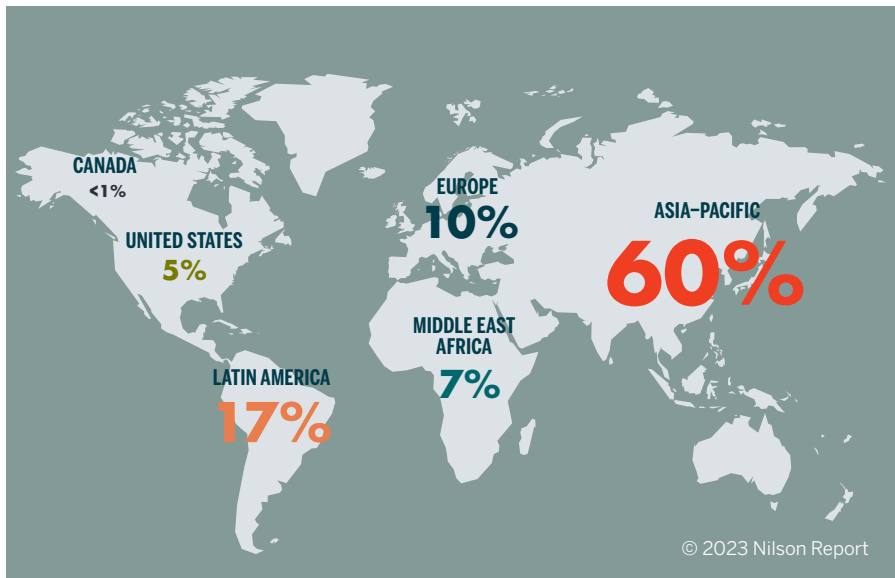 CANADA
<1%
UNITED STATES
5%
LATIN AMERICA
17%
EUROPE
10%
MIDDLE EAST
AFRICA
7%
ASIA–PACIFIC
60%
© 2023 Nilson Report